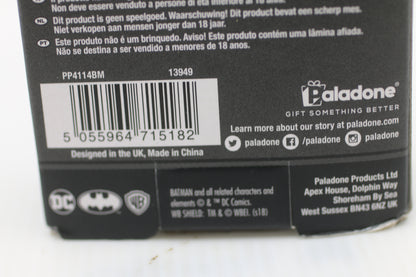 Non deve essere venduto a persone di età inferiore ai 18 anni.
NL Dit product is geen speelgoed. Waarschuwing! Dit product bevat een scherp mes.
Niet verkopen aan mensen jonger dan 18 jaar.
PT Este produto não é um brinquedo. Aviso! Este produto contém uma lâmina afiada.
Não se destina a ser vendido a menores de 18 anos.
PP4114BM 13949
5 055964 715182
Designed in the UK, Made in China
Paladone®
GIFT SOMETHING BETTER
Learn more about our story at paladone.com
paladone paladone paladone
DC WB
BATMAN and all related characters and
elements © & ™ DC Comics.
WB SHIELD: TM & © WBEI. (s18)
Paladone Products Ltd
Apex House, Dolphin Way
Shoreham By Sea
West Sussex BN43 6NZ UK